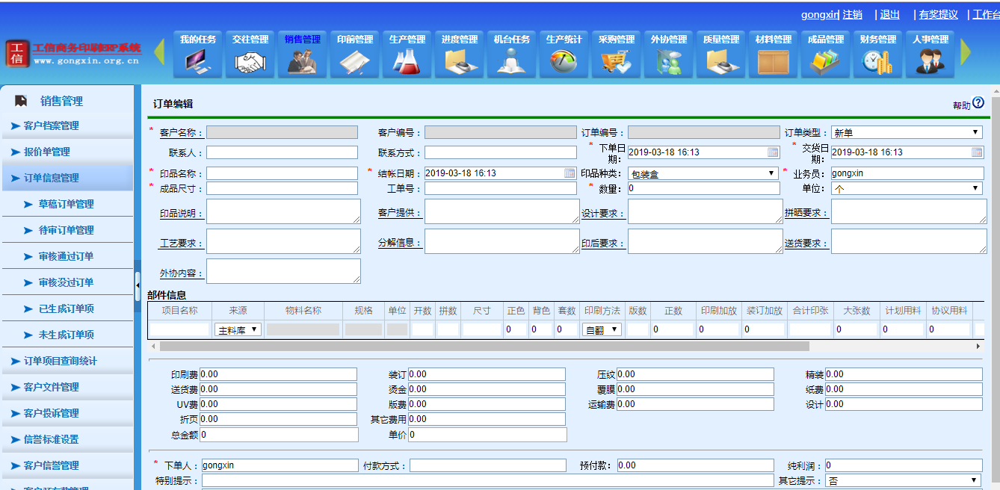 gongxin 注销 | 退出 | 有奖提议 | 工作台
工信 工信商务印刷ERP系统
www.gongxin.org.cn
我的任务 交往管理 销售管理 印前管理 生产管理 进度管理 机台任务 生产统计 采购管理 外协管理 质量管理 材料管理 成品管理 财务管理 人事管理
销售管理
客户档案管理
报价单管理
订单信息管理
草稿订单管理
待审订单管理
审核通过订单
审核没过订单
已生成订单项
未生成订单项
订单项目查询统计
客户文件管理
客户投诉管理
信誉标准设置
客户信誉管理
订单编辑
帮助
* 客户名称： 客户编号： 订单编号： 订单类型： 新单
联系人： 联系方式： * 下单日期： 2019-03-18 16:13 * 交货日期： 2019-03-18 16:13
* 印品名称： * 结帐日期： 2019-03-18 16:13 印品种类： 包装盒 * 业务员： gongxin
* 成品尺寸： 工单号： * 数量： 0 单位： 个
印品说明： 客户提供： 设计要求： 拼晒要求：
工艺要求： 分解信息： 印后要求： 送货要求：
外协内容：
部件信息
项目名称 来源 物料名称 规格 单位 开数 拼数 尺寸 正色 背色 套数 印刷方法 版数 正数 印刷加放 装订加放 合计印张 大张数 计划用料 协议用料
主料库 0 0 0 自翻 0 0 0 0 0 0
印刷费 0.00 装订 0.00 压纹 0.00 精装 0.00
送货费 0.00 烫金 0.00 覆膜 0.00 纸费 0.00
UV费 0.00 版费 0.00 运输费 0.00 设计 0.00
折页 0.00 其它费用 0.00
总金额 0 单价 0
* 下单人： gongxin 付款方式： 预付款： 0.00 纯利润： 0
特别提示： 其它提示： 否